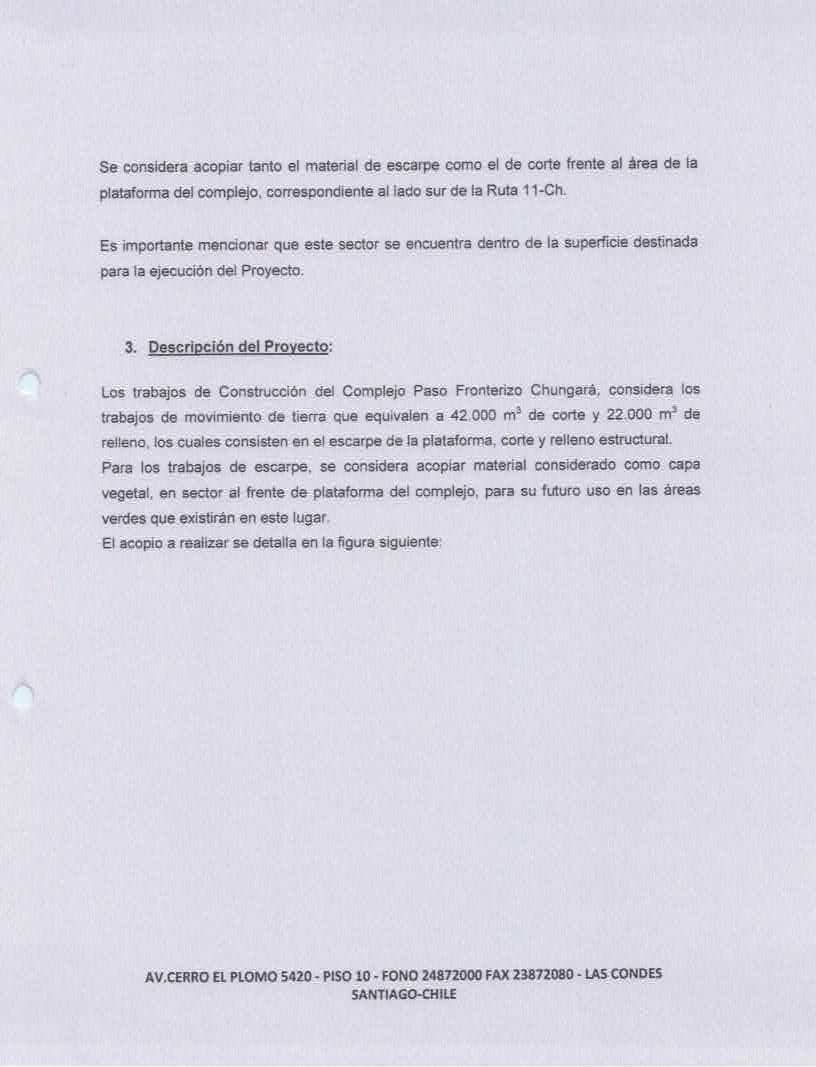 Se considera acopiar tanto el material de escarpe como el de corte frente al área de la
plataforma del complejo, correspondiente al lado sur de la Ruta 11-Ch.
Es importante mencionar que este sector se encuentra dentro de la superficie destinada
para la ejecución del Proyecto.
3. Descripción del Proyecto:
Los trabajos de Construcción del Complejo Paso Fronterizo Chungará, considera los
trabajos de movimiento de tierra que equivalen a 42.000 m³ de corte y 22.000 m³ de
relleno, los cuales consisten en el escarpe de la plataforma, corte y relleno estructural.
Para los trabajos de escarpe, se considera acopiar material considerado como capa
vegetal, en sector al frente de plataforma del complejo, para su futuro uso en las áreas
verdes que existirán en este lugar.
El acopio a realizar se detalla en la figura siguiente:
AV.CERRO EL PLOMO 5420 - PISO 10 - FONO 24872000 FAX 23872080 - LAS CONDES
SANTIAGO-CHILE